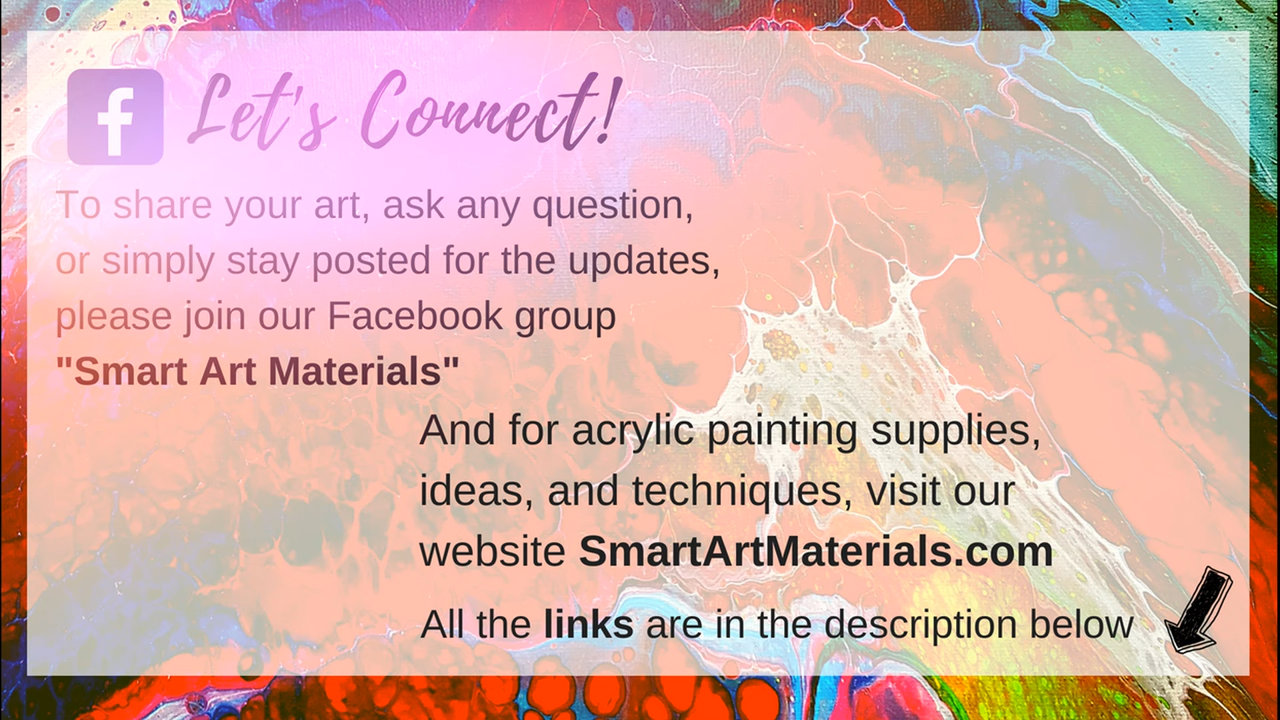 Let's Connect!
To share your art, ask any question,
or simply stay posted for the updates,
please join our Facebook group
"Smart Art Materials"
And for acrylic painting supplies,
ideas, and techniques, visit our
website SmartArtMaterials.com
All the links are in the description below